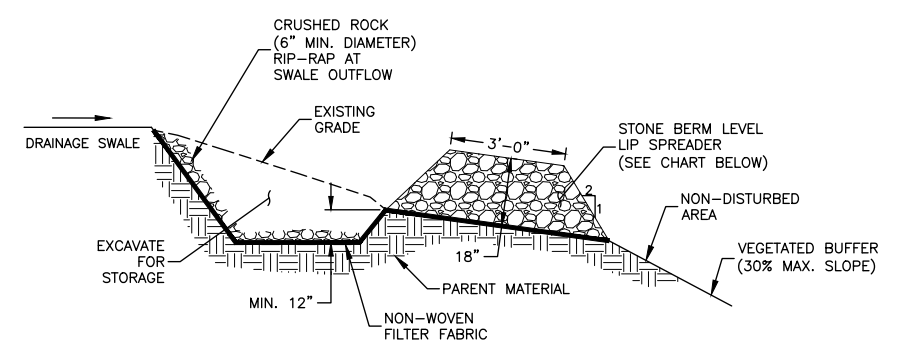 CRUSHED ROCK
(6" MIN. DIAMETER)
RIP-RAP AT
SWALE OUTFLOW
DRAINAGE SWALE
EXISTING
GRADE
3'-0"
STONE BERM LEVEL
LIP SPREADER
(SEE CHART BELOW)
2
1
NON-DISTURBED
AREA
VEGETATED BUFFER
(30% MAX. SLOPE)
EXCAVATE
FOR
STORAGE
18"
MIN. 12"
PARENT MATERIAL
NON-WOVEN
FILTER FABRIC